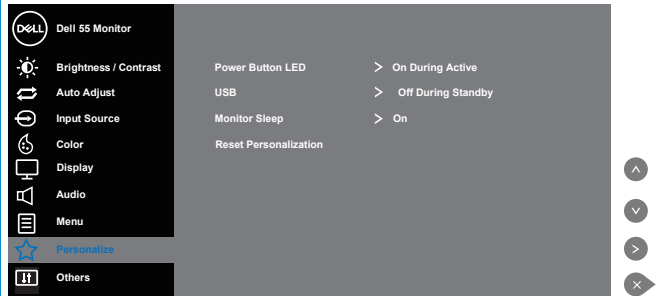 DELL Dell 55 Monitor
Brightness / Contrast Power Button LED > On During Active
Auto Adjust USB > Off During Standby
Input Source Monitor Sleep > On
Color Reset Personalization
Display
Audio
Menu
Personalize
Others